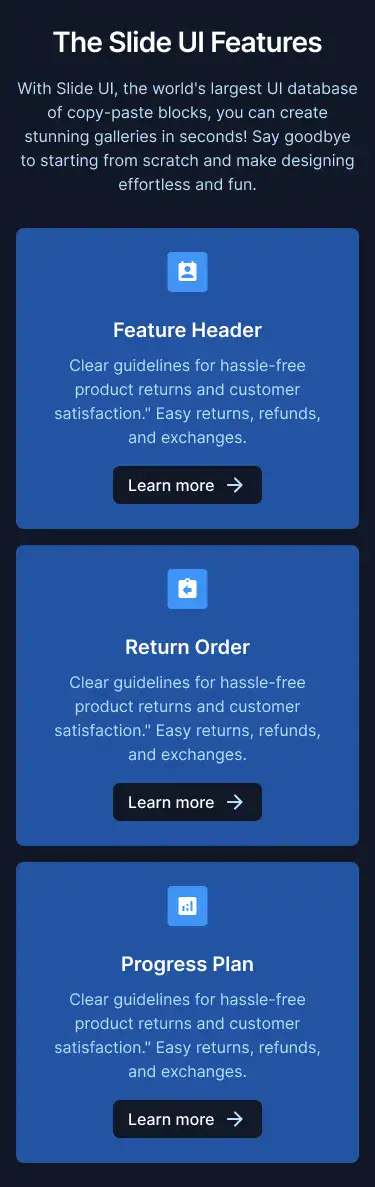 The Slide UI Features
With Slide UI, the world's largest UI database
of copy-paste blocks, you can create
stunning galleries in seconds! Say goodbye
to starting from scratch and make designing
effortless and fun.
Feature Header
Clear guidelines for hassle-free
product returns and customer
satisfaction." Easy returns, refunds,
and exchanges.
Learn more
Return Order
Clear guidelines for hassle-free
product returns and customer
satisfaction." Easy returns, refunds,
and exchanges.
Learn more
Progress Plan
Clear guidelines for hassle-free
product returns and customer
satisfaction." Easy returns, refunds,
and exchanges.
Learn more